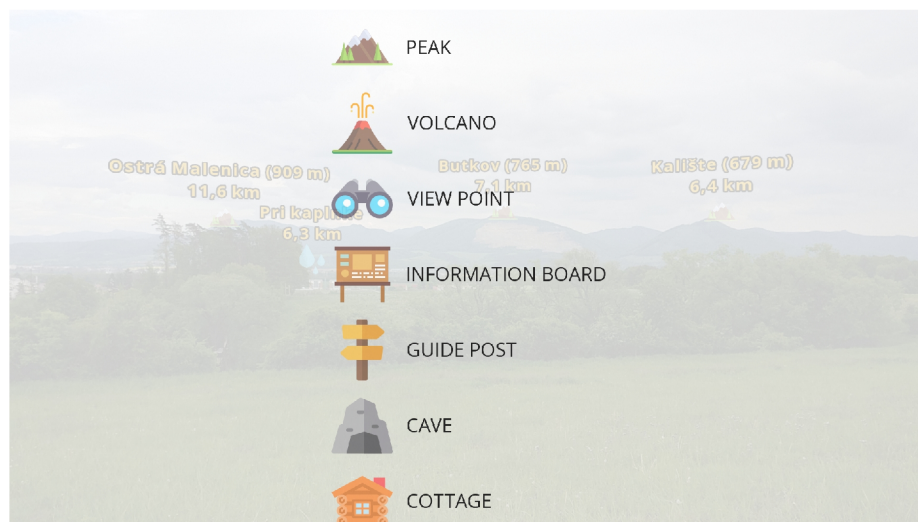 PEAK
VOLCANO
Ostrá Malenica (909 m)
11,6 km
Butkov (765 m)
7,1 km
Kalište (679 m)
6,4 km
VIEW POINT
Pri
6,3 km
INFORMATION BOARD
GUIDE POST
CAVE
COTTAGE